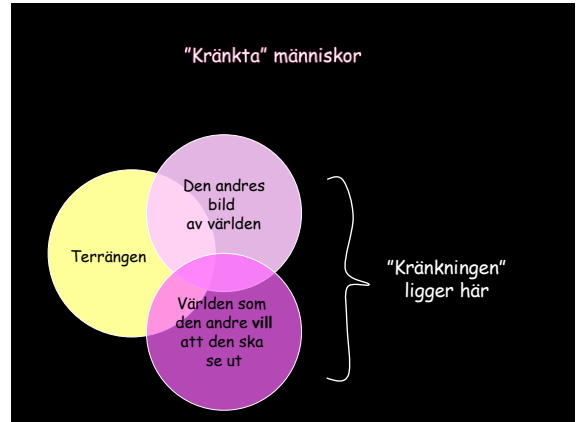 ”Kränkta” människor
Den andres
bild
av världen
Terrängen
”Kränkningen”
ligger här
Världen som
den andre vill
att den ska
se ut